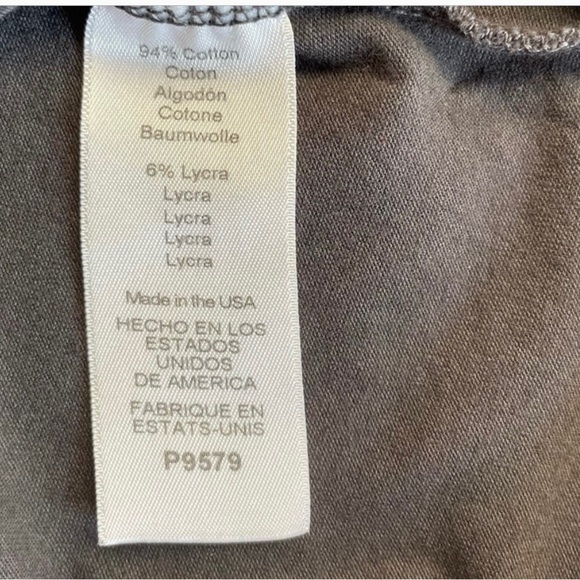 94% Cotton
Coton
Algodón
Cotone
Baumwolle
6% Lycra
Lycra
Lycra
Lycra
Lycra
Made in the USA
HECHO EN LOS
ESTADOS
UNIDOS
DE AMERICA
FABRIQUE EN
ESTATS-UNIS
P9579